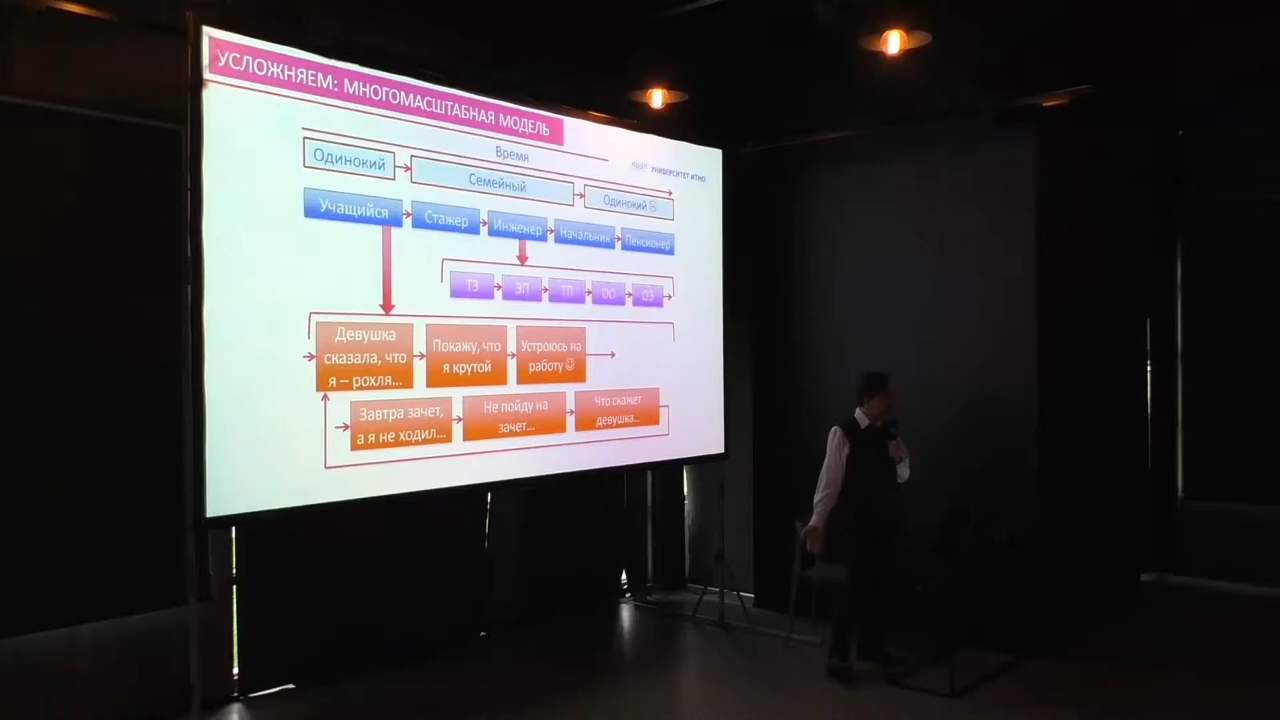 УСЛОЖНЯЕМ: МНОГОМАСШТАБНАЯ МОДЕЛЬ
Время
УНИВЕРСИТЕТ ИТМО
Одинокий
Семейный
Одинокий ☹
Учащийся
Стажер
Инженер
Начальник
Пенсионер
ТЗ
ЭП
ТП
ОО
ОЭ
Девушка
сказала, что
я – рохля...
Покажу, что
я крутой
Устроюсь на
работу ☺
Завтра зачет,
а я не ходил...
Не пойду на
зачет...
Что скажет
девушка...